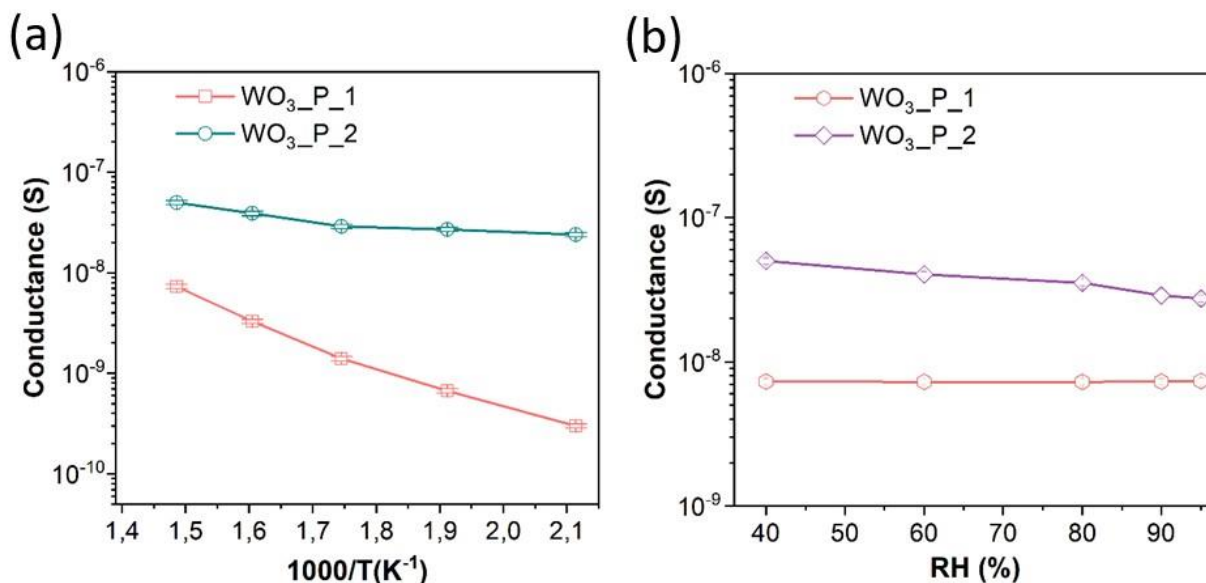 (a)
10⁻⁶
10⁻⁷
10⁻⁸
10⁻⁹
10⁻¹⁰
Conductance (S)
WO₃_P_1
WO₃_P_2
1,4 1,5 1,6 1,7 1,8 1,9 2,0 2,1
1000/T(K⁻¹)
(b)
10⁻⁶
10⁻⁷
10⁻⁸
10⁻⁹
Conductance (S)
WO₃_P_1
WO₃_P_2
40 50 60 70 80 90
RH (%)